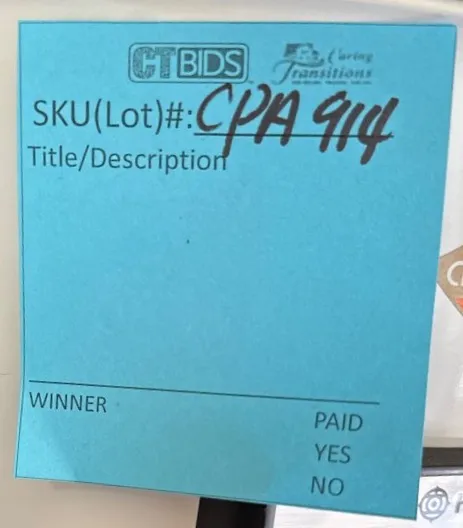 CTBIDS
Caring
Transitions
SKU(Lot)#: CPA 914
Title/Description
WINNER
PAID
YES
NO